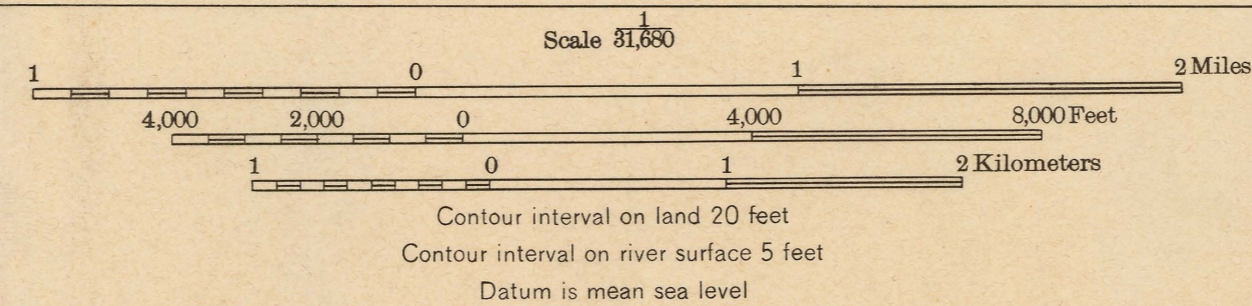 Scale 1/31,680
1 0 1 2 Miles
4,000 2,000 0 4,000 8,000 Feet
1 0 1 2 Kilometers
Contour interval on land 20 feet
Contour interval on river surface 5 feet
Datum is mean sea level